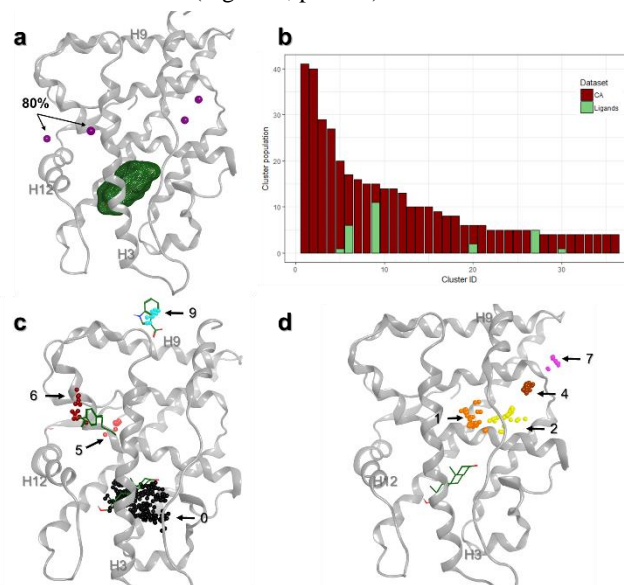 a
H9
80%
H12
H3
b
Cluster population
40
30
20
10
0
0
10
20
30
Cluster ID
Dataset
CA
Ligands
c
9
H9
6
5
H12
0
H3
d
H9
7
4
1
2
H12
H3